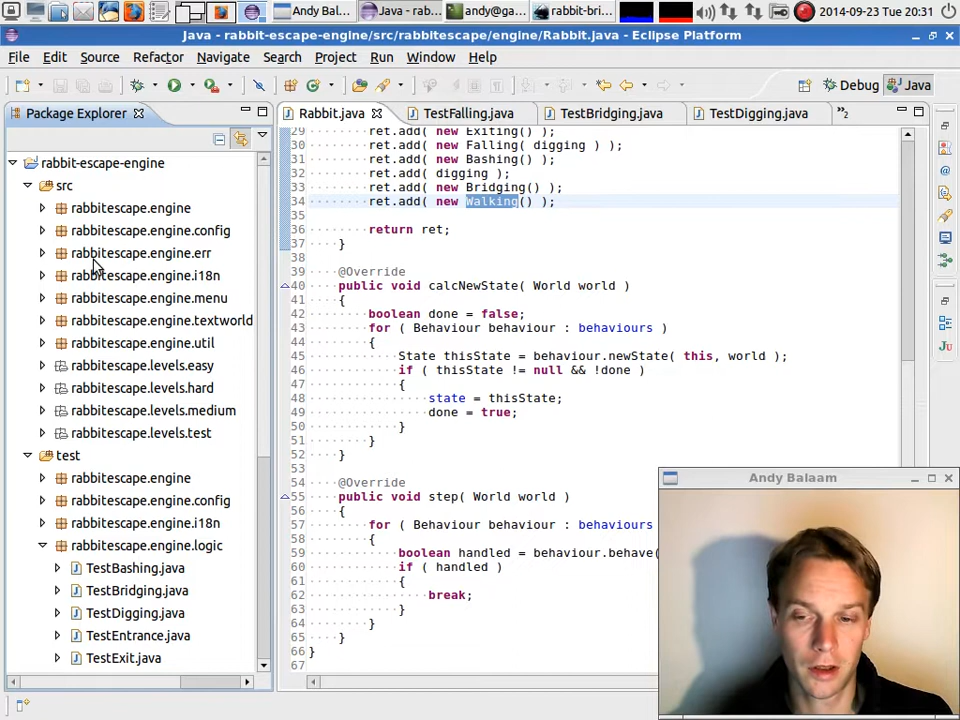 Andy Bal...
Java - rab...
andy@ga...
rabbit-bri...
2014-09-23 Tue 20:31
Java - rabbit-escape-engine/src/rabbitescape/engine/Rabbit.java - Eclipse Platform
File Edit Source Refactor Navigate Search Project Run Window Help
Debug Java
Package Explorer
Rabbit.java TestFalling.java TestBridging.java TestDigging.java »2
rabbit-escape-engine
src
rabbitescape.engine
rabbitescape.engine.config
rabbitescape.engine.err
rabbitescape.engine.i18n
rabbitescape.engine.menu
rabbitescape.engine.textworld
rabbitescape.engine.util
rabbitescape.levels.easy
rabbitescape.levels.hard
rabbitescape.levels.medium
rabbitescape.levels.test
test
rabbitescape.engine
rabbitescape.engine.config
rabbitescape.engine.i18n
rabbitescape.engine.logic
TestBashing.java
TestBridging.java
TestDigging.java
TestEntrance.java
TestExit.java
29 ret.add( new Exiting() );
30 ret.add( new Falling( digging ) );
31 ret.add( new Bashing() );
32 ret.add( digging );
33 ret.add( new Bridging() );
34 ret.add( new Walking() );
35
36 return ret;
37 }
38
39 @Override
40 public void calcNewState( World world )
41 {
42 boolean done = false;
43 for ( Behaviour behaviour : behaviours )
44 {
45 State thisState = behaviour.newState( this, world );
46 if ( thisState != null && !done )
47 {
48 state = thisState;
49 done = true;
50 }
51 }
52 }
53
54 @Override
55 public void step( World world )
56 {
57 for ( Behaviour behaviour : behaviours
58 {
59 boolean handled = behaviour.behave(
60 if ( handled )
61 {
62 break;
63 }
64 }
65 }
66 }
67
Andy Balaam